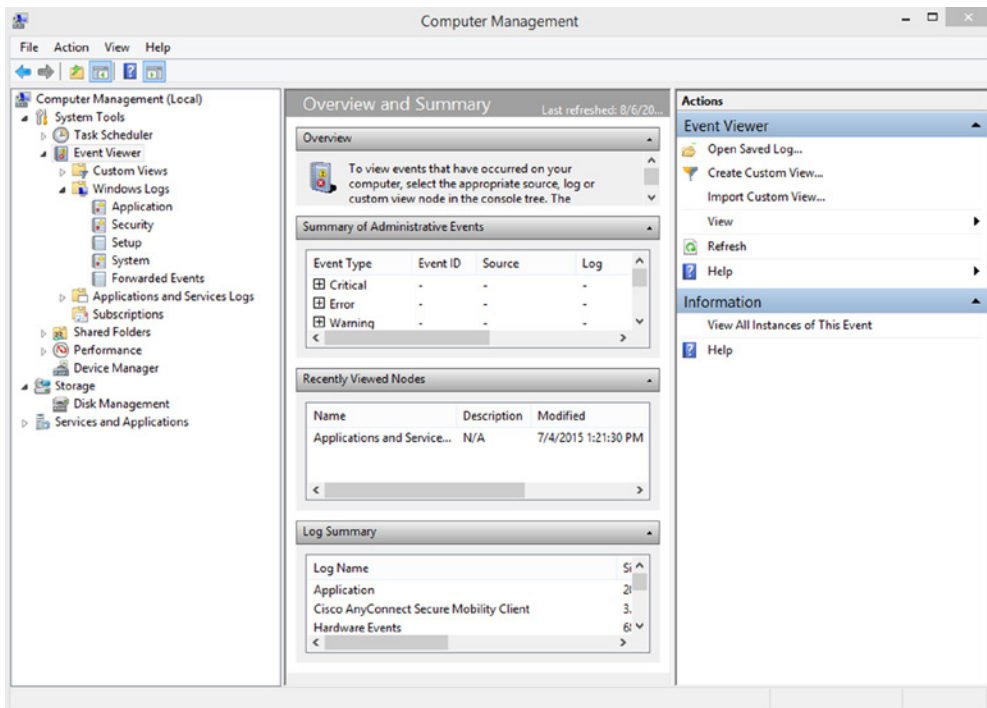 Computer Management
File Action View Help
Computer Management (Local)
System Tools
Task Scheduler
Event Viewer
Custom Views
Windows Logs
Application
Security
Setup
System
Forwarded Events
Applications and Services Logs
Subscriptions
Shared Folders
Performance
Device Manager
Storage
Disk Management
Services and Applications
Overview and Summary Last refreshed: 8/6/20...
Overview
To view events that have occurred on your
computer, select the appropriate source, log or
custom view node in the console tree. The
Summary of Administrative Events
Event Type Event ID Source Log
Critical - - -
Error - - -
Warning - - -
Recently Viewed Nodes
Name Description Modified
Applications and Service... N/A 7/4/2015 1:21:30 PM
Log Summary
Log Name
Application
Cisco AnyConnect Secure Mobility Client
Hardware Events
Actions
Event Viewer
Open Saved Log...
Create Custom View...
Import Custom View...
View
Refresh
Help
Information
View All Instances of This Event
Help